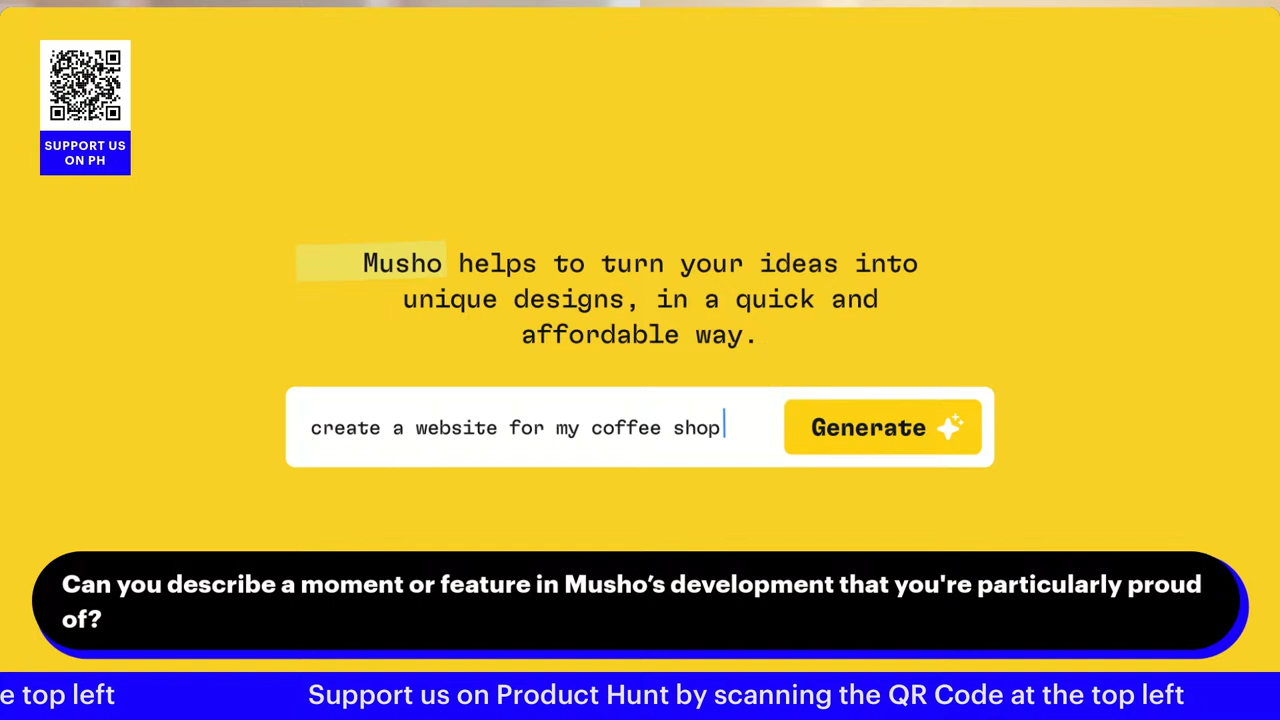 SUPPORT US
ON PH
Musho helps to turn your ideas into
unique designs, in a quick and
affordable way.
create a website for my coffee shop
Generate
Can you describe a moment or feature in Musho’s development that you're particularly proud
of?
e top left
Support us on Product Hunt by scanning the QR Code at the top left